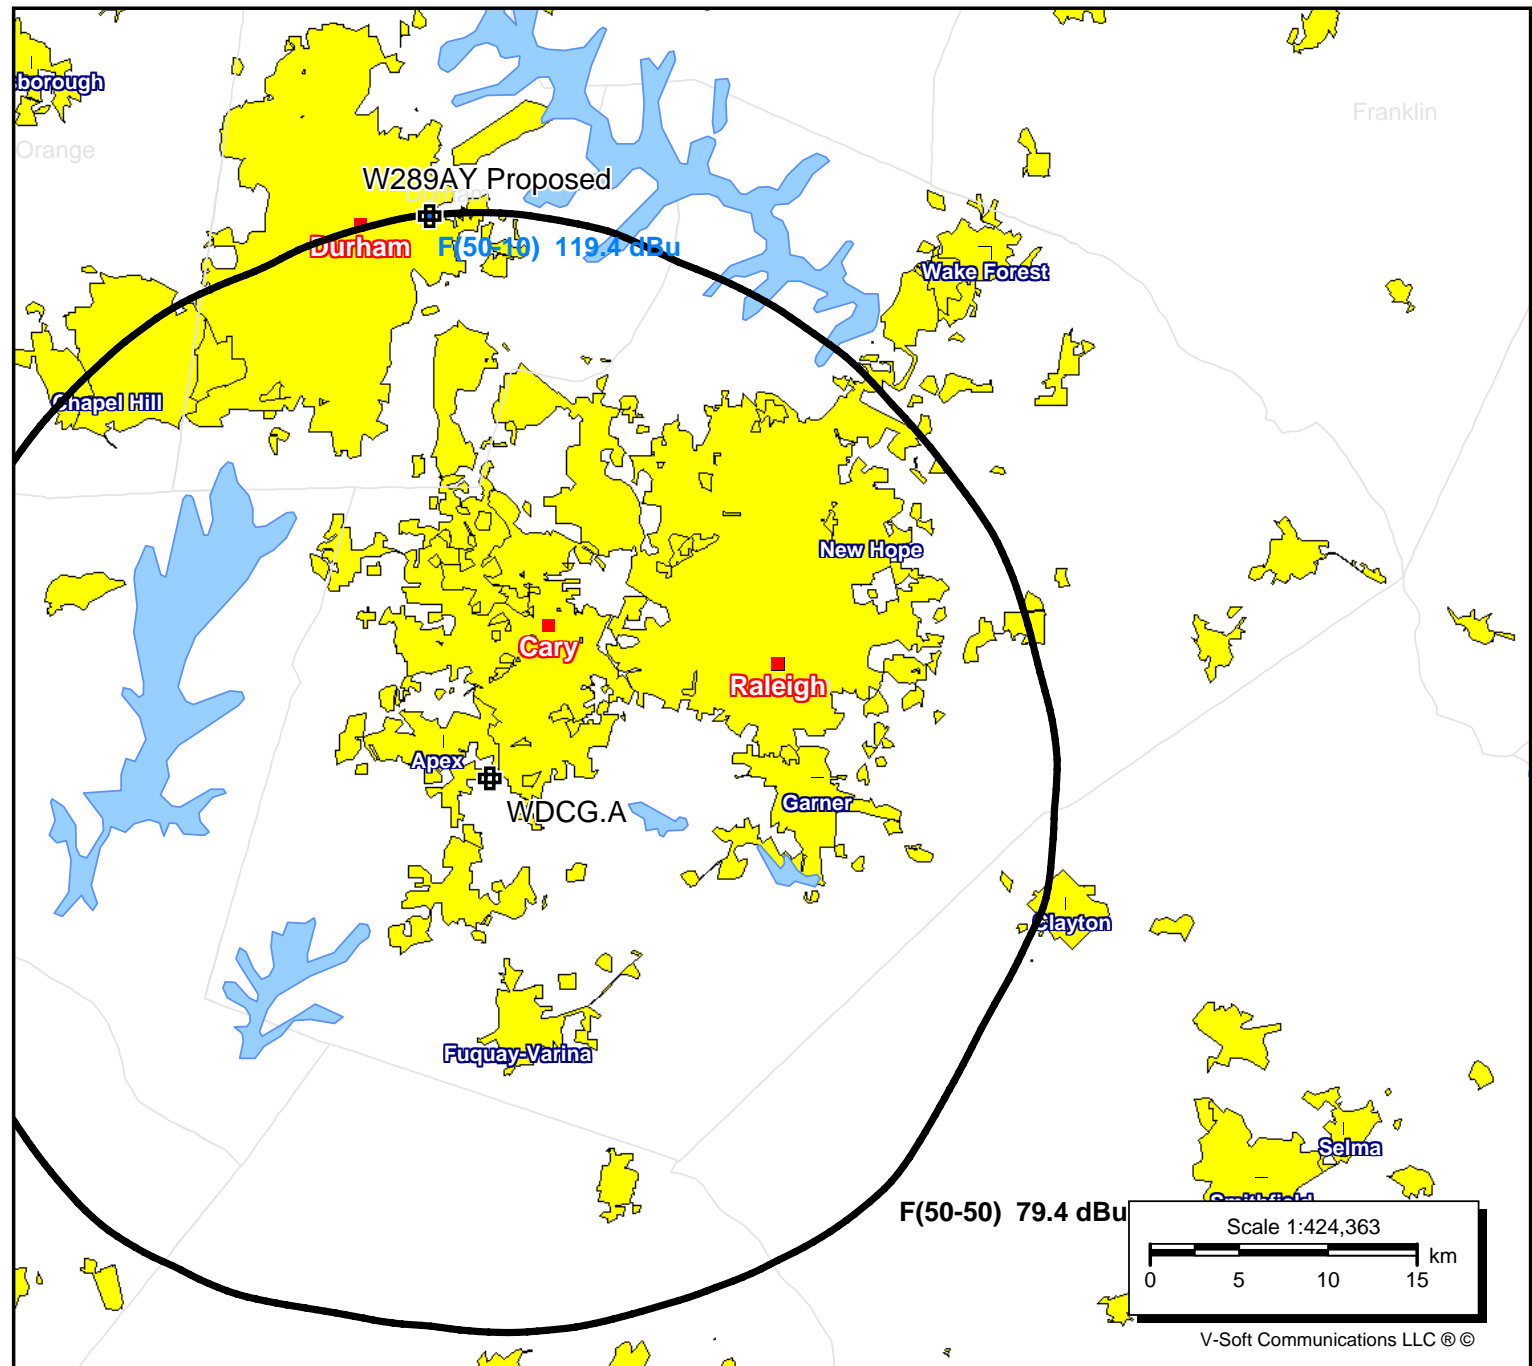 borough
Franklin
Orange
W289AY Proposed
Durham
Durham
F(50-10) 119.4 dBu
Wake Forest
Chapel Hill
New Hope
Cary
Raleigh
Apex
WDCG.A
Garner
Clayton
Fuquay-Varina
Selma
Smithfield
F(50-50) 79.4 dBu
Scale 1:424,363
km
0 5 10 15
V-Soft Communications LLC ® ©